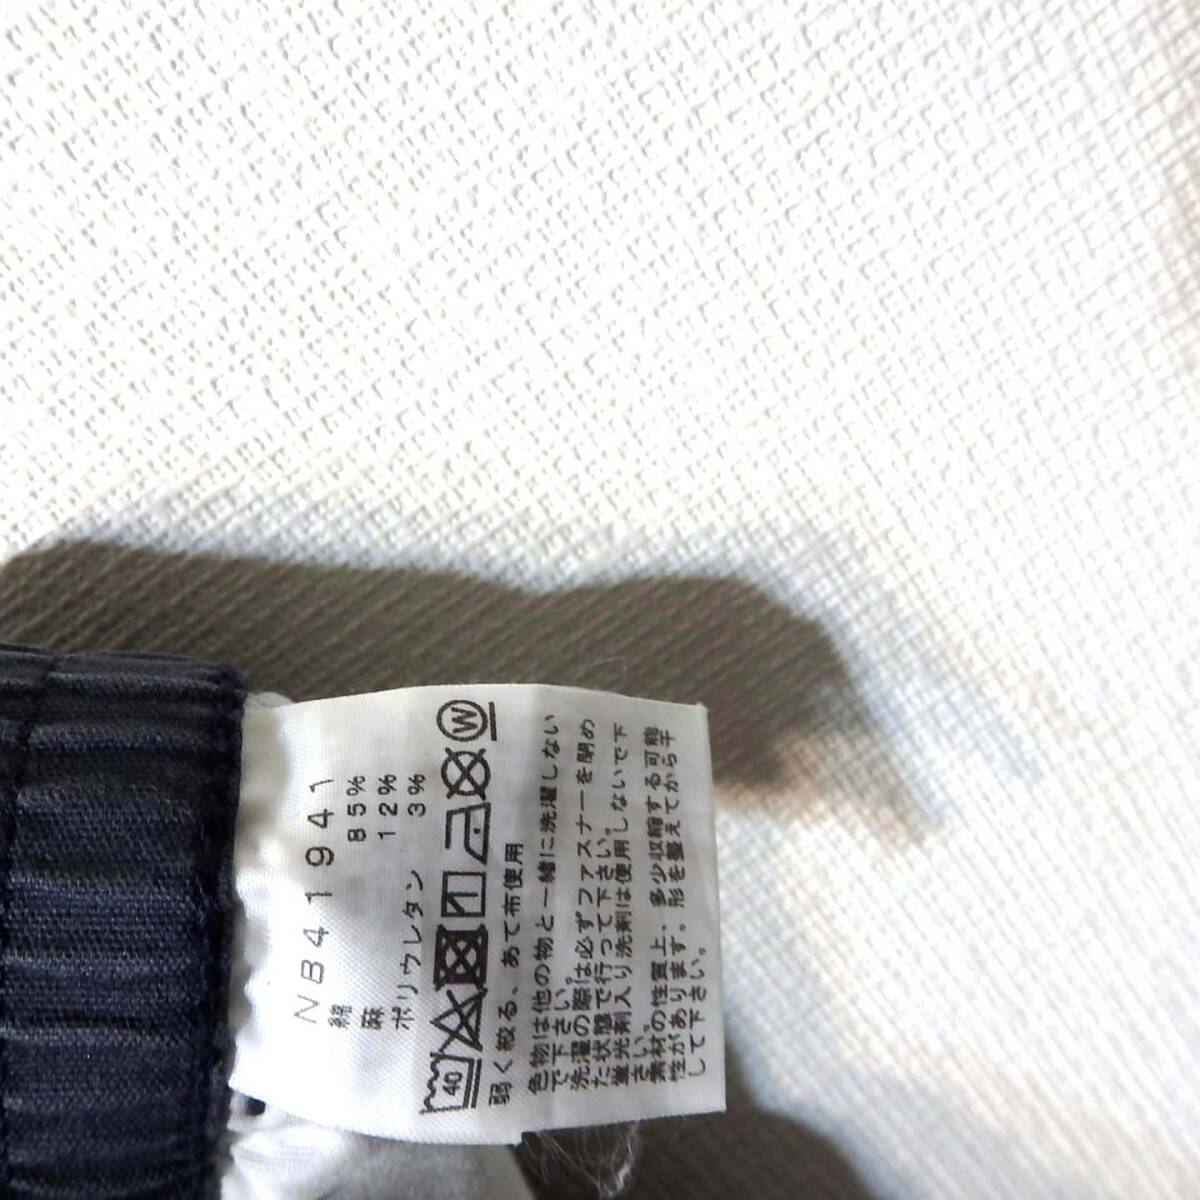 NB41941
綿 85%
麻 12%
ポリウレタン 3%
40
W
弱く絞る、あて布使用
色物は他の物と一緒に洗濯しない
で下さい。
洗濯の際は必ずファスナーを閉め
た状態で行って下さい。
蛍光剤入り洗剤は使用しないで下
さい。
素材の性質上、多少収縮する可能
性があります。形を整えてから干
して下さい。